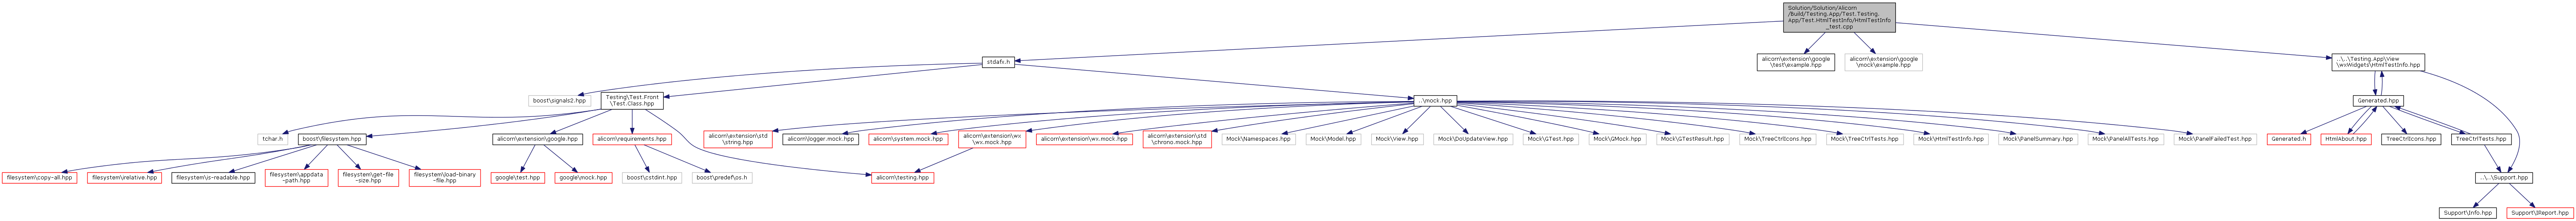 Solution/Solution/Alicorn
/Build/Testing.App/Test.Testing.
App/Test.HtmlTestInfo/HtmlTestInfo
_test.cpp
stdafx.h
alicorn\extension\google
\test\example.hpp
alicorn\extension\google
\mock\example.hpp
..\..\Testing.App\View
\wxWidgets\HtmlTestInfo.hpp
boost\signals2.hpp
Testing\Test.Front
\Test.Class.hpp
..\mock.hpp
Generated.hpp
tchar.h
boost\filesystem.hpp
alicorn\extension\google.hpp
alicorn\requirements.hpp
alicorn\extension\std
\string.hpp
alicorn\logger.mock.hpp
alicorn\system.mock.hpp
alicorn\extension\wx
\wx.mock.hpp
alicorn\extension\wx.mock.hpp
alicorn\extension\std
\chrono.mock.hpp
Mock\Namespaces.hpp
Mock\Model.hpp
Mock\View.hpp
Mock\DoUpdateView.hpp
Mock\GTest.hpp
Mock\GMock.hpp
Mock\GTestResult.hpp
Mock\TreeCtrlIcons.hpp
Mock\TreeCtrlTests.hpp
Mock\HtmlTestInfo.hpp
Mock\PanelSummary.hpp
Mock\PanelAllTests.hpp
Mock\PanelFailedTest.hpp
Generated.h
HtmlAbout.hpp
TreeCtrlIcons.hpp
TreeCtrlTests.hpp
filesystem\copy-all.hpp
filesystem\relative.hpp
filesystem\is-readable.hpp
filesystem\appdata
-path.hpp
filesystem\get-file
-size.hpp
filesystem\load-binary
-file.hpp
google\test.hpp
google\mock.hpp
boost\cstdint.hpp
boost\predef\os.h
alicorn\testing.hpp
..\..\Support.hpp
Support\Info.hpp
Support\IReport.hpp